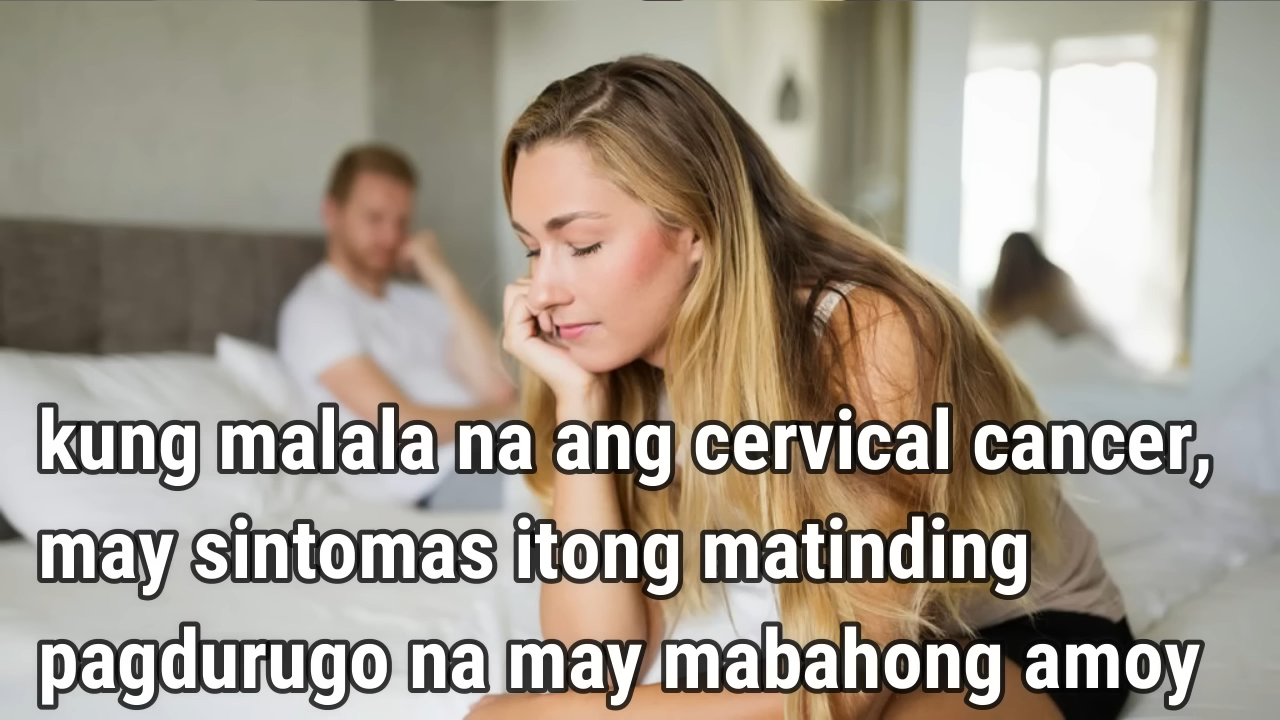 kung malala na ang cervical cancer,
may sintomas itong matinding
pagdurugo na may mabahong amoy